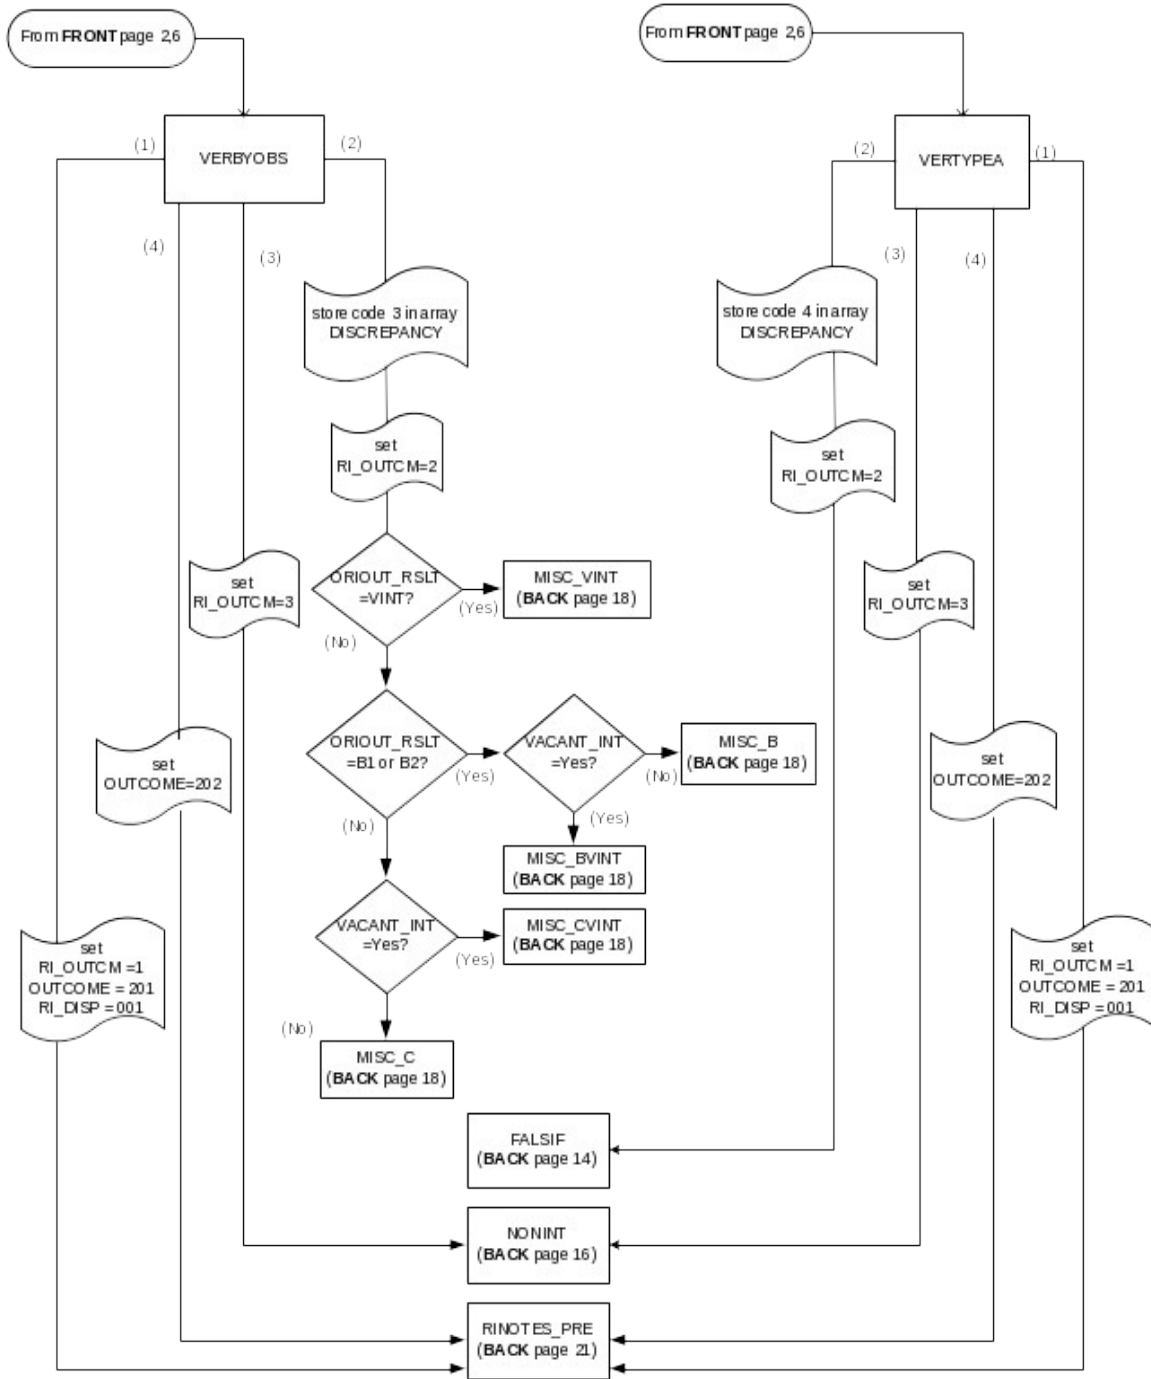 From FRONT page 2,6
From FRONT page 2,6
(1)
VERBYOBS
(2)
(2)
VERTYPEA
(1)
(4)
(3)
(3)
(4)
store code 3 in array
DISCREPANCY
store code 4 in array
DISCREPANCY
set
RI_OUTCM=2
set
RI_OUTCM=2
set
RI_OUTCM=3
ORIOUT_RSLT
=VINT?
(Yes)
(No)
MISC_VINT
(BACK page 18)
set
RI_OUTCM=3
set
OUTCOME=202
ORIOUT_RSLT
=B1 or B2?
(Yes)
(No)
VACANT_INT
=Yes?
(No)
(Yes)
MISC_B
(BACK page 18)
set
OUTCOME=202
MISC_BVINT
(BACK page 18)
VACANT_INT
=Yes?
(Yes)
(No)
MISC_CVINT
(BACK page 18)
set
RI_OUTCM =1
OUTCOME = 201
RI_DISP = 001
set
RI_OUTCM =1
OUTCOME = 201
RI_DISP = 001
MISC_C
(BACK page 18)
FALSIF
(BACK page 14)
NONINT
(BACK page 16)
RINOTES_PRE
(BACK page 21)